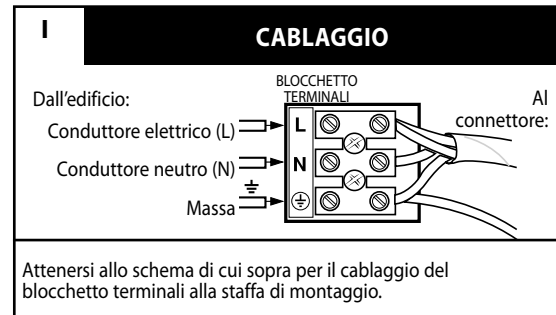 I
CABLAGGIO
BLOCCHETTO
TERMINALI
Dall'edificio:
Al
connettore:
Conduttore elettrico (L)
L
Conduttore neutro (N)
N
Massa
Attenersi allo schema di cui sopra per il cablaggio del
blocchetto terminali alla staffa di montaggio.